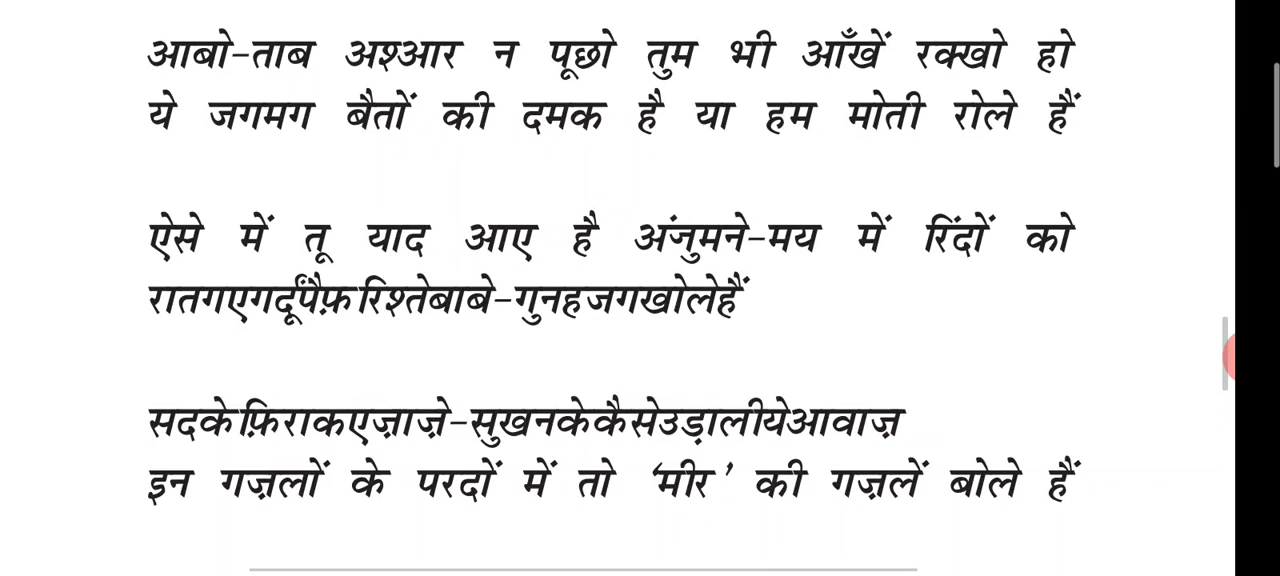 आबो-ताब अश्आर न पूछो तुम भी आँखें रक्खो हो
ये जगमग बैतों की दमक है या हम मोती रोले हैं
ऐसे में तू याद आए है अंजुमने-मय में रिंदों को
रातगएगर्दूंपैफ़रिश्तेबाबे-गुनहजगखोलेहैं
सदकेफ़िराकएज़ाज़े-सुखनकेकैसेउड़ालीयेआवाज़
इन गज़लों के परदों में तो ‘मीर’ की गज़लें बोले हैं